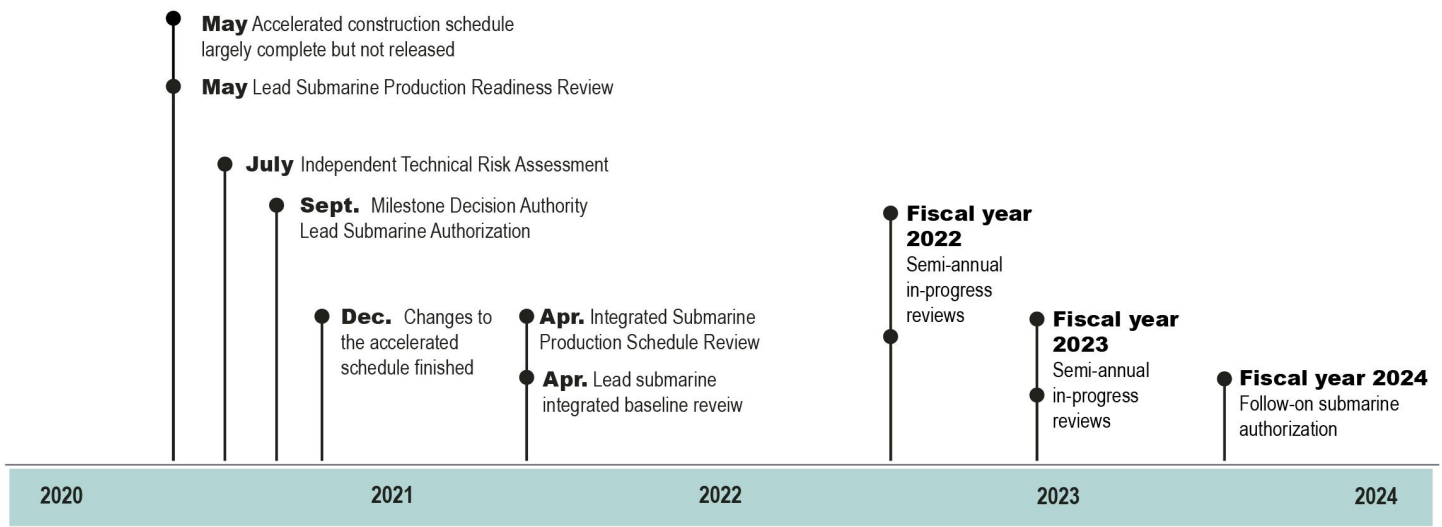 May Accelerated construction schedule
largely complete but not released
May Lead Submarine Production Readiness Review
July Independent Technical Risk Assessment
Sept. Milestone Decision Authority
Lead Submarine Authorization
Dec. Changes to
the accelerated
schedule finished
Apr. Integrated Submarine
Production Schedule Review
Apr. Lead submarine
integrated baseline reveiw
Fiscal year
2022
Semi-annual
in-progress
reviews
Fiscal year
2023
Semi-annual
in-progress
reviews
Fiscal year 2024
Follow-on submarine
authorization
2020 2021 2022 2023 2024